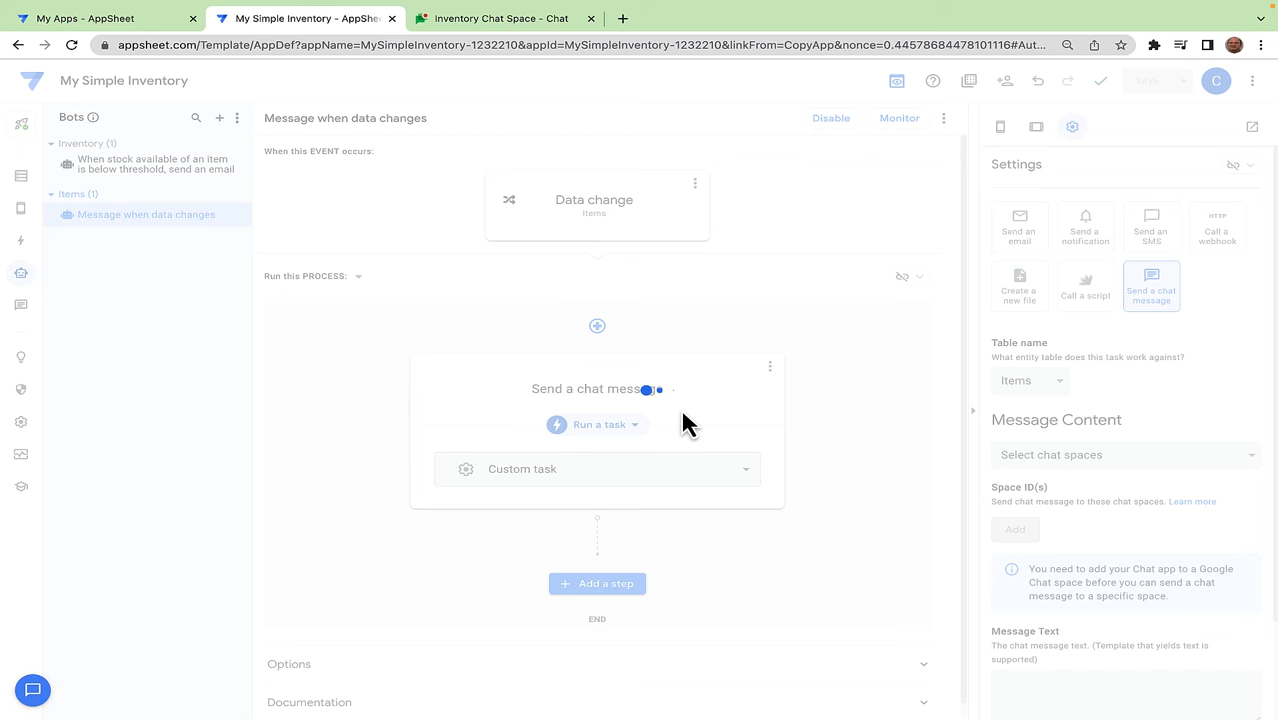 My Apps - AppSheet
My Simple Inventory - AppShe
Inventory Chat Space - Chat
appsheet.com/Template/AppDef?appName=MySimpleInventory-1232210&appId=MySimpleInventory-1232210&linkFrom=CopyApp&nonce=0.44578684478101116#Aut...
My Simple Inventory
SAVE
C
Bots
Inventory (1)
When stock available of an item
is below threshold, send an email
Items (1)
Message when data changes
Message when data changes
Disable
Monitor
When this EVENT occurs:
Data change
Items
Run this PROCESS:
Send a chat message
Run a task
Custom task
+ Add a step
END
Options
Documentation
Settings
Send an
email
Send a
notification
Send an
SMS
HTTP
Call a
webhook
Create a
new file
Call a script
Send a chat
message
Table name
What entity table does this task work against?
Items
Message Content
Select chat spaces
Space ID(s)
Send chat message to these chat spaces. Learn more
Add
You need to add your Chat app to a Google
Chat space before you can send a chat
message to a specific space.
Message Text
The chat message text. (Template that yields text is
supported)